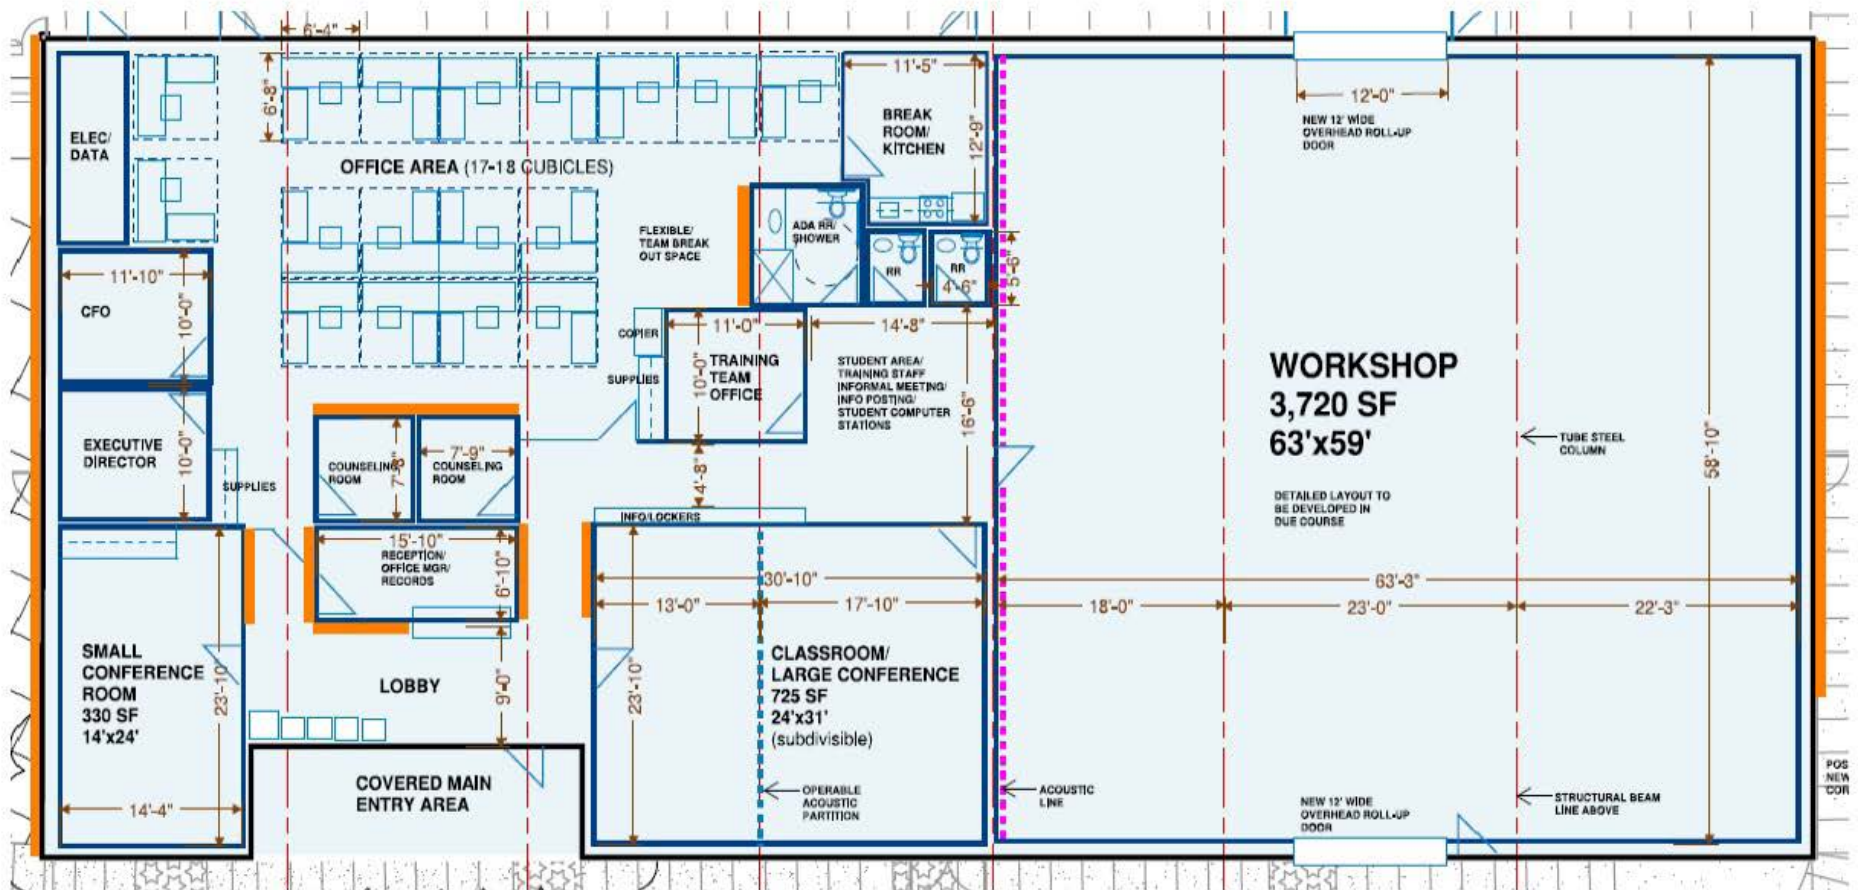 6'-4"
11'-5"
12'-0"
6'-8"
ELEC/
DATA
BREAK
ROOM/
KITCHEN
12'-9"
NEW 12' WIDE
OVERHEAD ROLL-UP
DOOR
OFFICE AREA (17-18 CUBICLES)
FLEXIBLE/
TEAM BREAK
OUT SPACE
ADA RR/
SHOWER
RR
RR
4'-6"
5'-6"
11'-10"
CFO
10'-0"
COPIER
11'-0"
14'-8"
TRAINING
TEAM
OFFICE
10'-0"
SUPPLIES
STUDENT AREA/
TRAINING STAFF
INFORMAL MEETING/
INFO POSTING/
STUDENT COMPUTER
STATIONS
16'-6"
WORKSHOP
3,720 SF
63'x59'
TUBE STEEL
COLUMN
58'-10"
EXECUTIVE
DIRECTOR
10'-0"
SUPPLIES
COUNSELING
ROOM
7'-8"
7'-9"
COUNSELING
ROOM
4'-8"
DETAILED LAYOUT TO
BE DEVELOPED IN
DUE COURSE
INFO/LOCKERS
15'-10"
RECEPTION/
OFFICE MGR/
RECORDS
6'-10"
30'-10"
63'-3"
13'-0"
17'-10"
18'-0"
23'-0"
22'-3"
SMALL
CONFERENCE
ROOM
330 SF
14'x24'
23'-10"
LOBBY
9'-0"
23'-10"
CLASSROOM/
LARGE CONFERENCE
725 SF
24'x31'
(subdivisible)
COVERED MAIN
ENTRY AREA
14'-4"
OPERABLE
ACOUSTIC
PARTITION
ACOUSTIC
LINE
NEW 12' WIDE
OVERHEAD ROLL-UP
DOOR
STRUCTURAL BEAM
LINE ABOVE
POS
NEW
COR